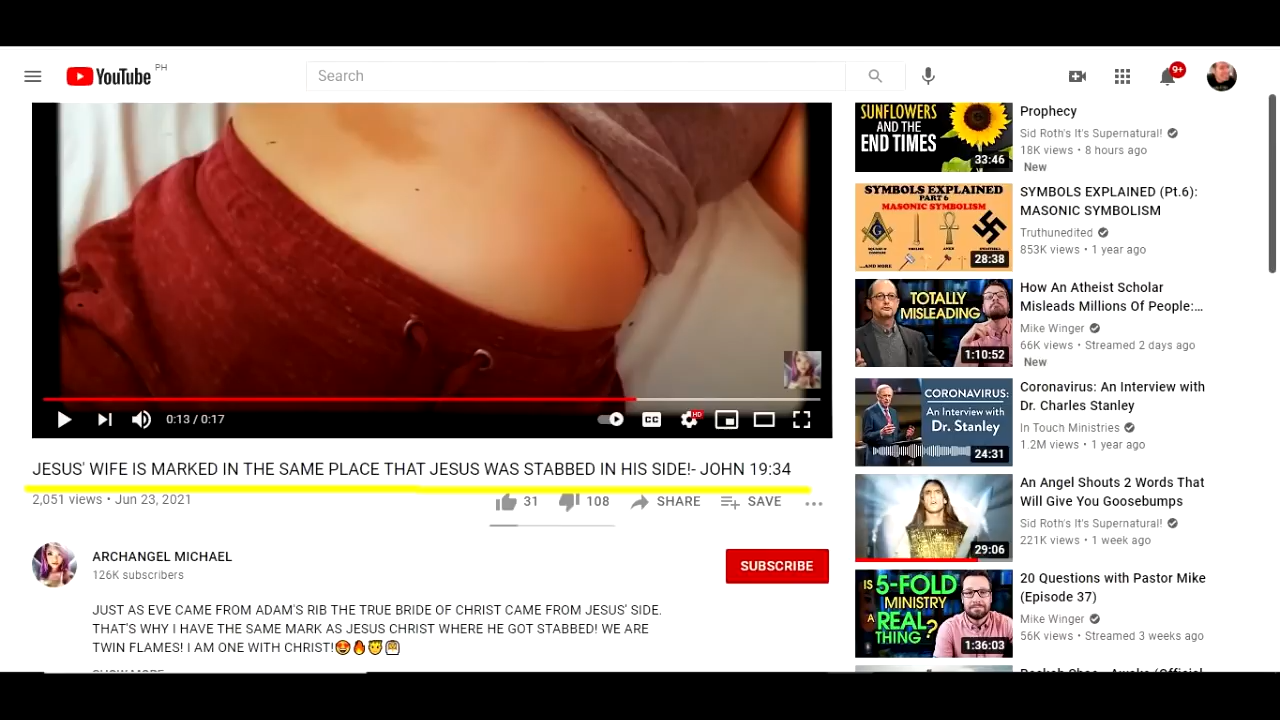 YouTube PH
Search
9+
0:13 / 0:17
CC
HD
JESUS' WIFE IS MARKED IN THE SAME PLACE THAT JESUS WAS STABBED IN HIS SIDE!- JOHN 19:34
2,051 views • Jun 23, 2021
31
108
SHARE
SAVE
ARCHANGEL MICHAEL
126K subscribers
SUBSCRIBE
JUST AS EVE CAME FROM ADAM'S RIB THE TRUE BRIDE OF CHRIST CAME FROM JESUS' SIDE.
THAT'S WHY I HAVE THE SAME MARK AS JESUS CHRIST WHERE HE GOT STABBED! WE ARE
TWIN FLAMES! I AM ONE WITH CHRIST!
SUNFLOWERS
AND THE
END TIMES
33:46
Prophecy
Sid Roth's It's Supernatural!
18K views • 8 hours ago
New
SYMBOLS EXPLAINED
PART 6
MASONIC SYMBOLISM
...AND MORE
28:38
SYMBOLS EXPLAINED (Pt.6):
MASONIC SYMBOLISM
Truthunedited
853K views • 1 year ago
TOTALLY
MISLEADING
1:10:52
How An Atheist Scholar
Misleads Millions Of People:...
Mike Winger
66K views • Streamed 2 days ago
New
CORONAVIRUS:
An Interview with
Dr. Stanley
24:31
Coronavirus: An Interview with
Dr. Charles Stanley
In Touch Ministries
1.2M views • 1 year ago
29:06
An Angel Shouts 2 Words That
Will Give You Goosebumps
Sid Roth's It's Supernatural!
221K views • 1 week ago
IS 5-FOLD
MINISTRY
A REAL
THING?
1:36:03
20 Questions with Pastor Mike
(Episode 37)
Mike Winger
56K views • Streamed 3 weeks ago